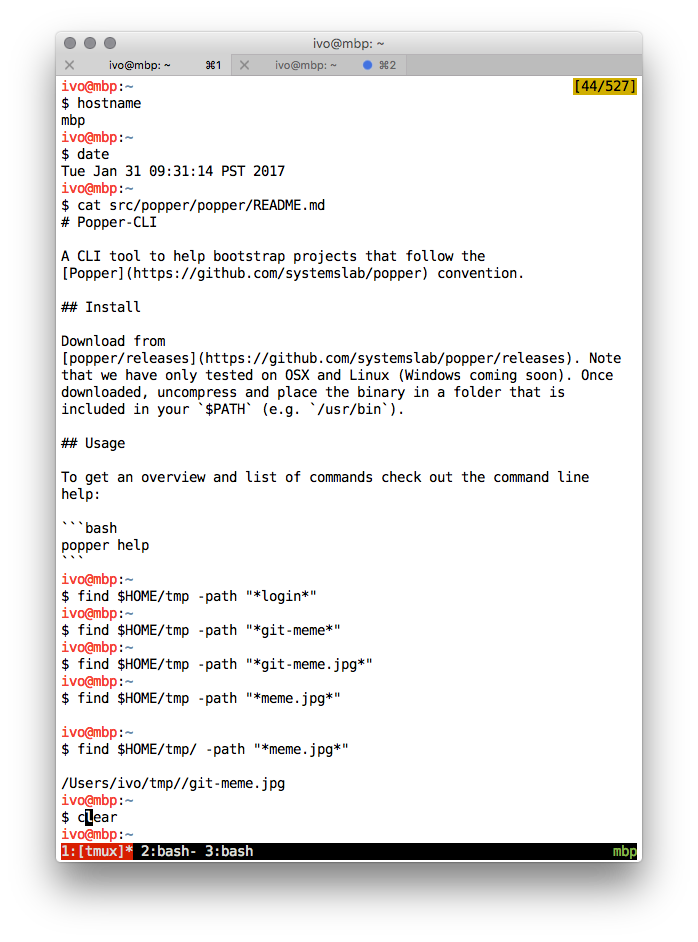 ivo@mbp: ~
ivo@mbp: ~ ⌘1 ivo@mbp: ~ ⌘2
ivo@mbp:~ [44/527]
$ hostname
mbp
ivo@mbp:~
$ date
Tue Jan 31 09:31:14 PST 2017
ivo@mbp:~
$ cat src/popper/popper/README.md
# Popper-CLI
A CLI tool to help bootstrap projects that follow the
[Popper](https://github.com/systemslab/popper) convention.
## Install
Download from
[popper/releases](https://github.com/systemslab/popper/releases). Note
that we have only tested on OSX and Linux (Windows coming soon). Once
downloaded, uncompress and place the binary in a folder that is
included in your `$PATH` (e.g. `/usr/bin`).
## Usage
To get an overview and list of commands check out the command line
help:
```bash
popper help
```
ivo@mbp:~
$ find $HOME/tmp -path "*login*"
ivo@mbp:~
$ find $HOME/tmp -path "*git-meme*"
ivo@mbp:~
$ find $HOME/tmp -path "*git-meme.jpg*"
ivo@mbp:~
$ find $HOME/tmp -path "*meme.jpg*"
ivo@mbp:~
$ find $HOME/tmp/ -path "*meme.jpg*"
/Users/ivo/tmp//git-meme.jpg
ivo@mbp:~
$ clear
ivo@mbp:~
1:[tmux]* 2:bash- 3:bash mbp